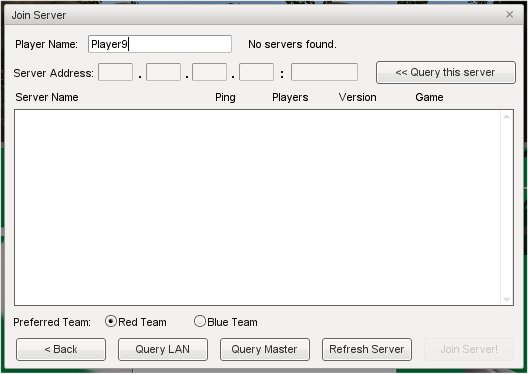 Join Server
Player Name: Player9 No servers found.
Server Address: . . . : << Query this server
Server Name Ping Players Version Game
Preferred Team: Red Team Blue Team
< Back Query LAN Query Master Refresh Server Join Server!